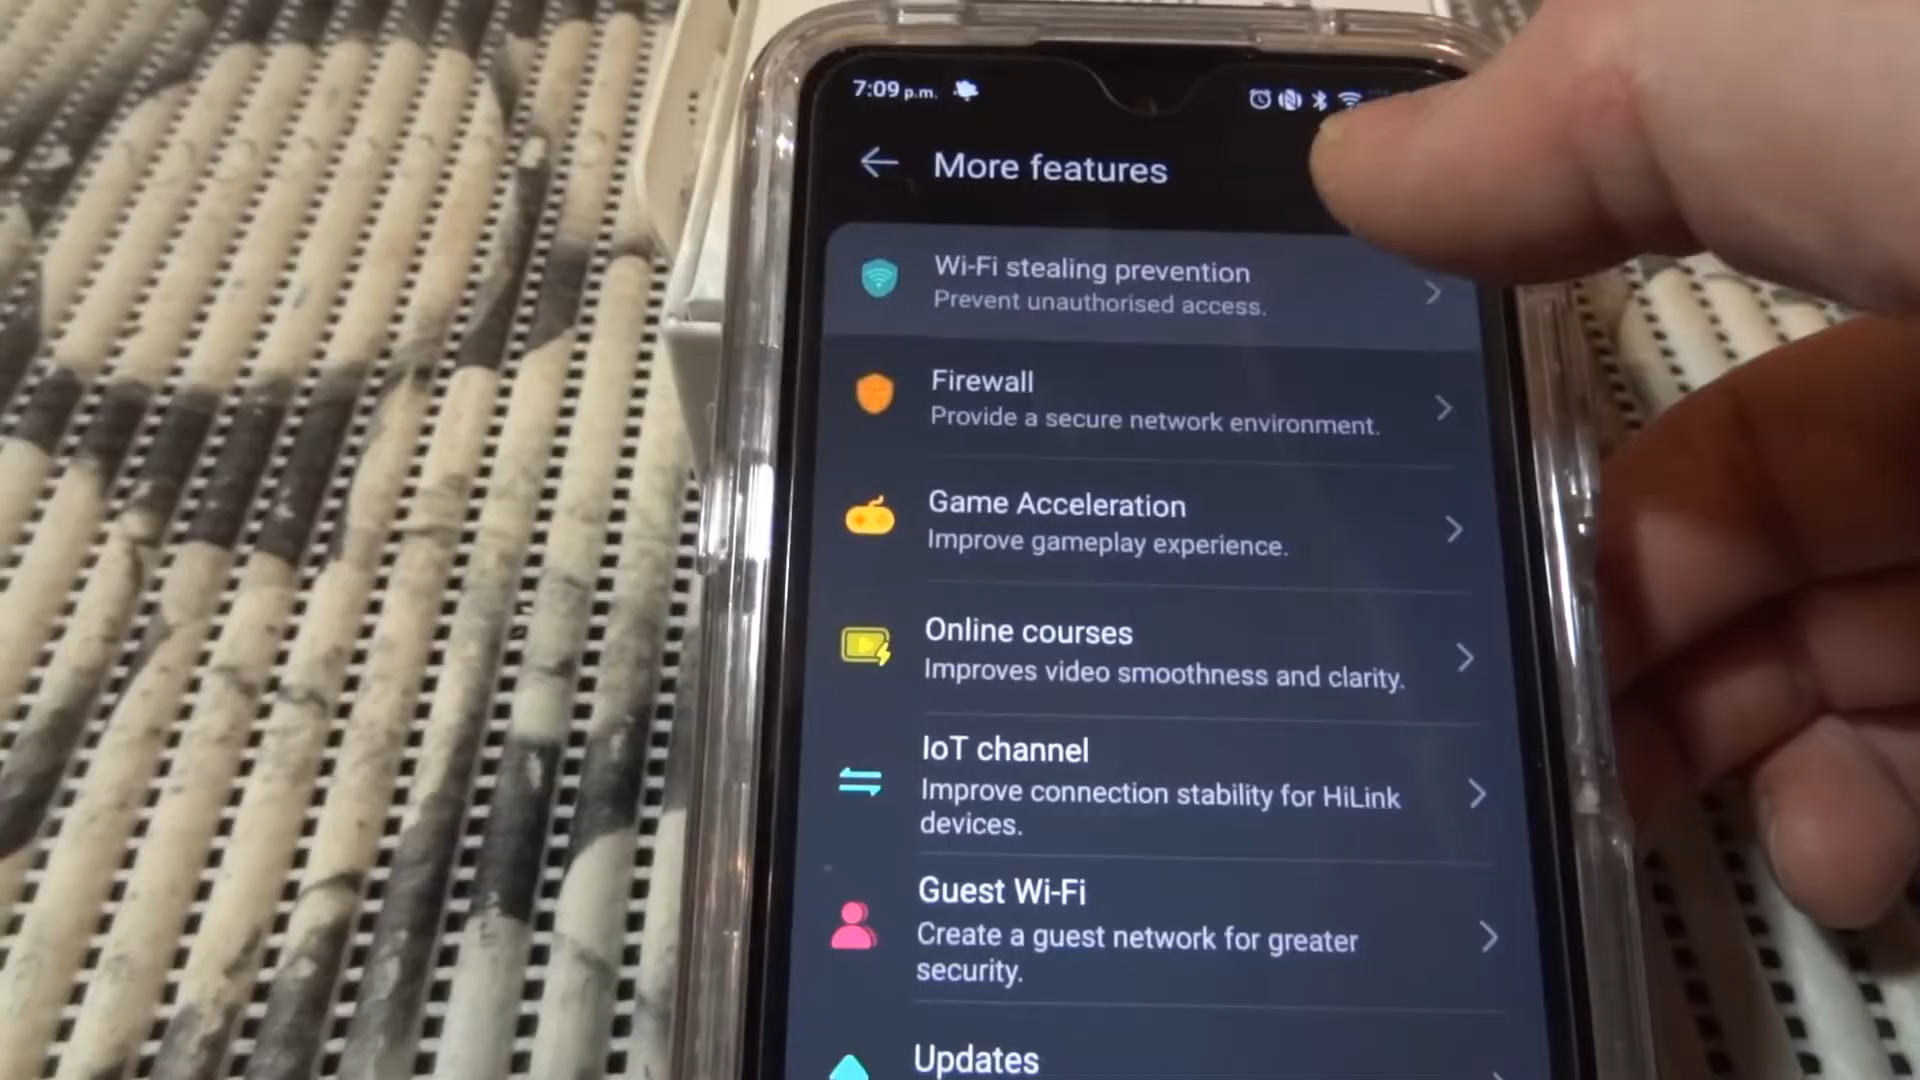 7:09 p.m.
More features
Wi-Fi stealing prevention
Prevent unauthorised access.
Firewall
Provide a secure network environment.
Game Acceleration
Improve gameplay experience.
Online courses
Improves video smoothness and clarity.
IoT channel
Improve connection stability for HiLink
devices.
Guest Wi-Fi
Create a guest network for greater
security.
Updates